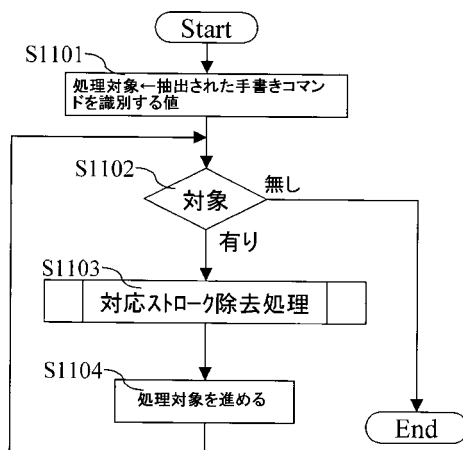 Start
S1101
処理対象←抽出された手書きコマン
ドを識別する値
S1102
対象
無し
有り
S1103
対応ストローク除去処理
S1104
処理対象を進める
End